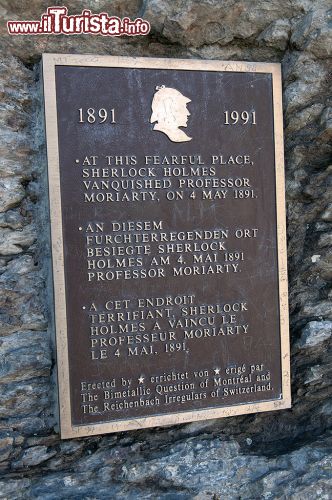 www.ilTurista.info
1891 1991
• AT THIS FEARFUL PLACE,
SHERLOCK HOLMES
VANQUISHED PROFESSOR
MORIARTY, ON 4 MAY 1891.
• AN DIESEM
FURCHTERREGENDEN ORT
BESIEGTE SHERLOCK
HOLMES AM 4. MAI 1891
PROFESSOR MORIARTY.
• A CET ENDROIT
TERRIFIANT, SHERLOCK
HOLMES A VAINCU LE
PROFESSEUR MORIARTY
LE 4 MAI, 1891.
Erected by ★ errichtet von ★ erigé par
The Bimetallic Question of Montréal and
The Reichenbach Irregulars of Switzerland.